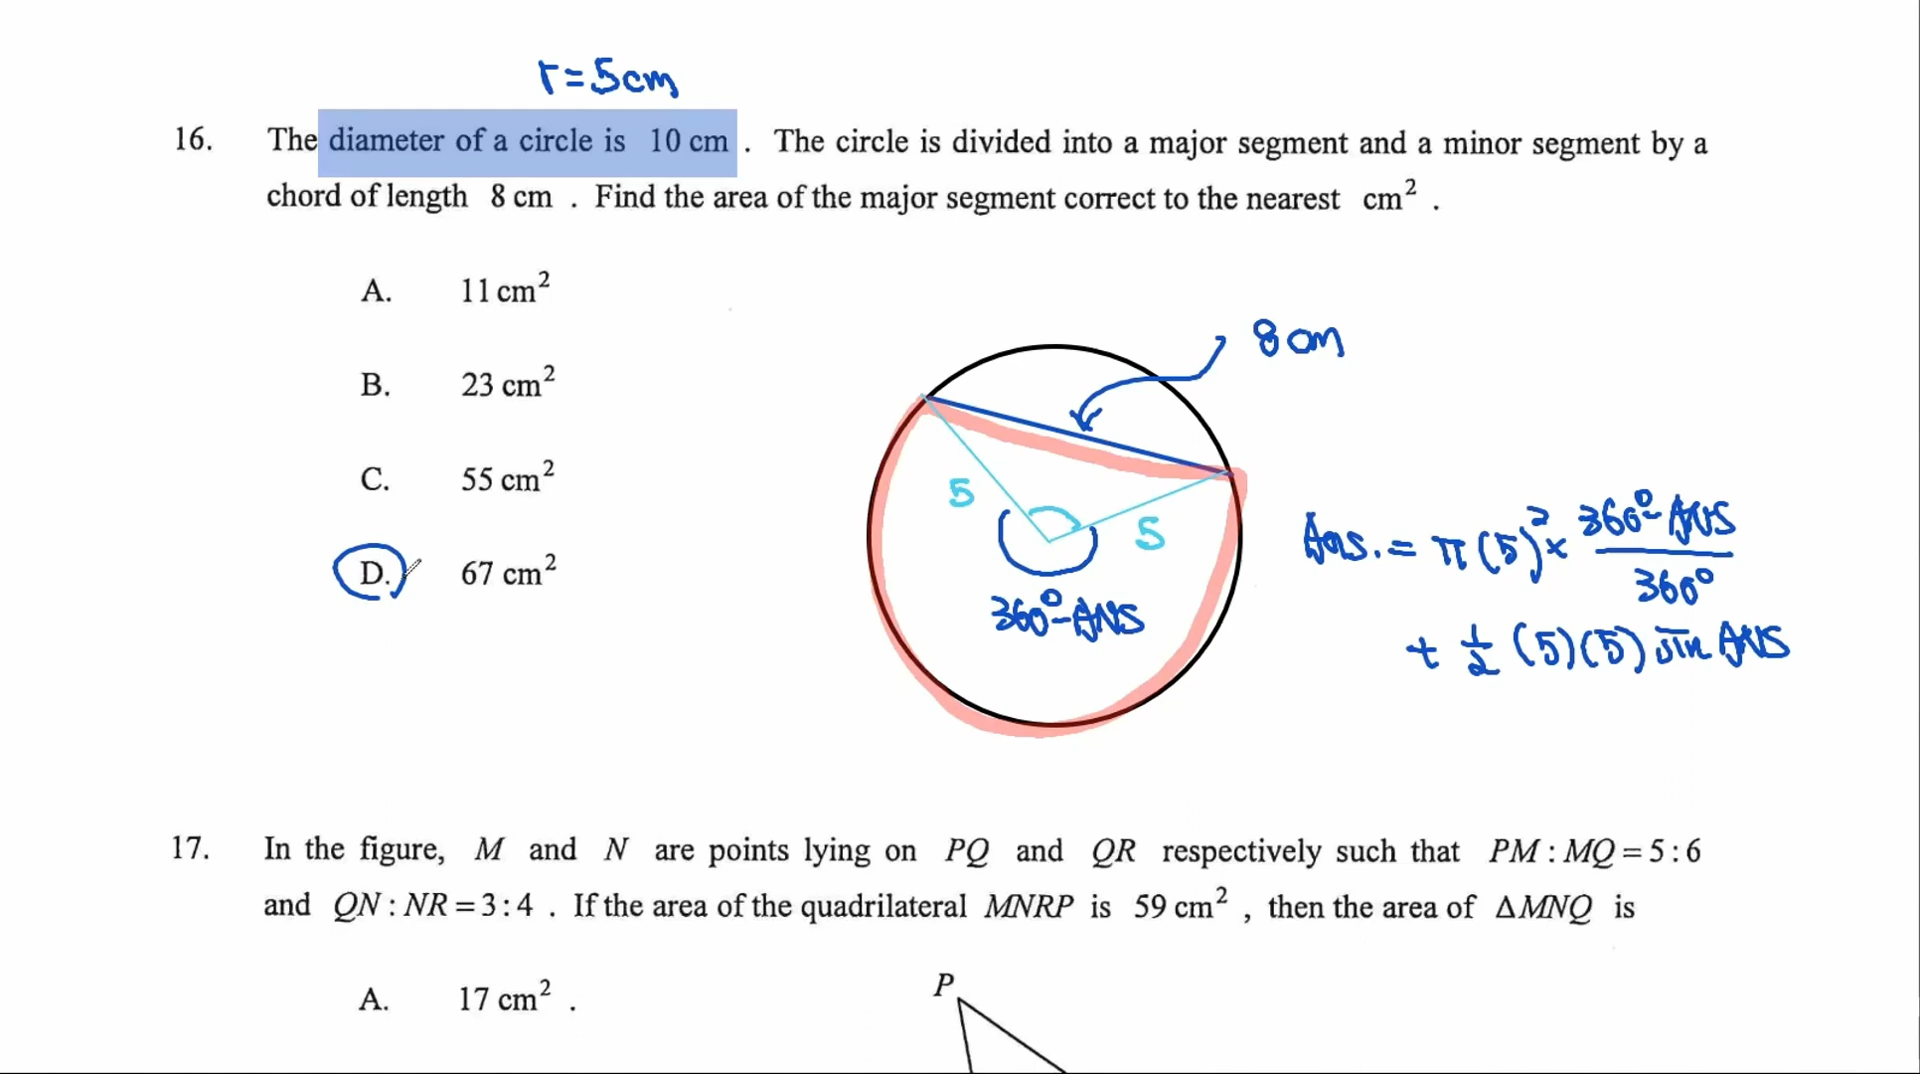 r=5cm
16. The diameter of a circle is 10 cm . The circle is divided into a major segment and a minor segment by a
chord of length 8 cm . Find the area of the major segment correct to the nearest cm² .
A. 11 cm²
B. 23 cm²
C. 55 cm²
D. 67 cm²
8cm
5
5
360°-ANS
Ans. = π(5)² × (360°-ANS)/360°
+ ½ (5)(5) sin ANS
17. In the figure, M and N are points lying on PQ and QR respectively such that PM : MQ = 5 : 6
and QN : NR = 3 : 4 . If the area of the quadrilateral MNRP is 59 cm² , then the area of ΔMNQ is
A. 17 cm² .
P